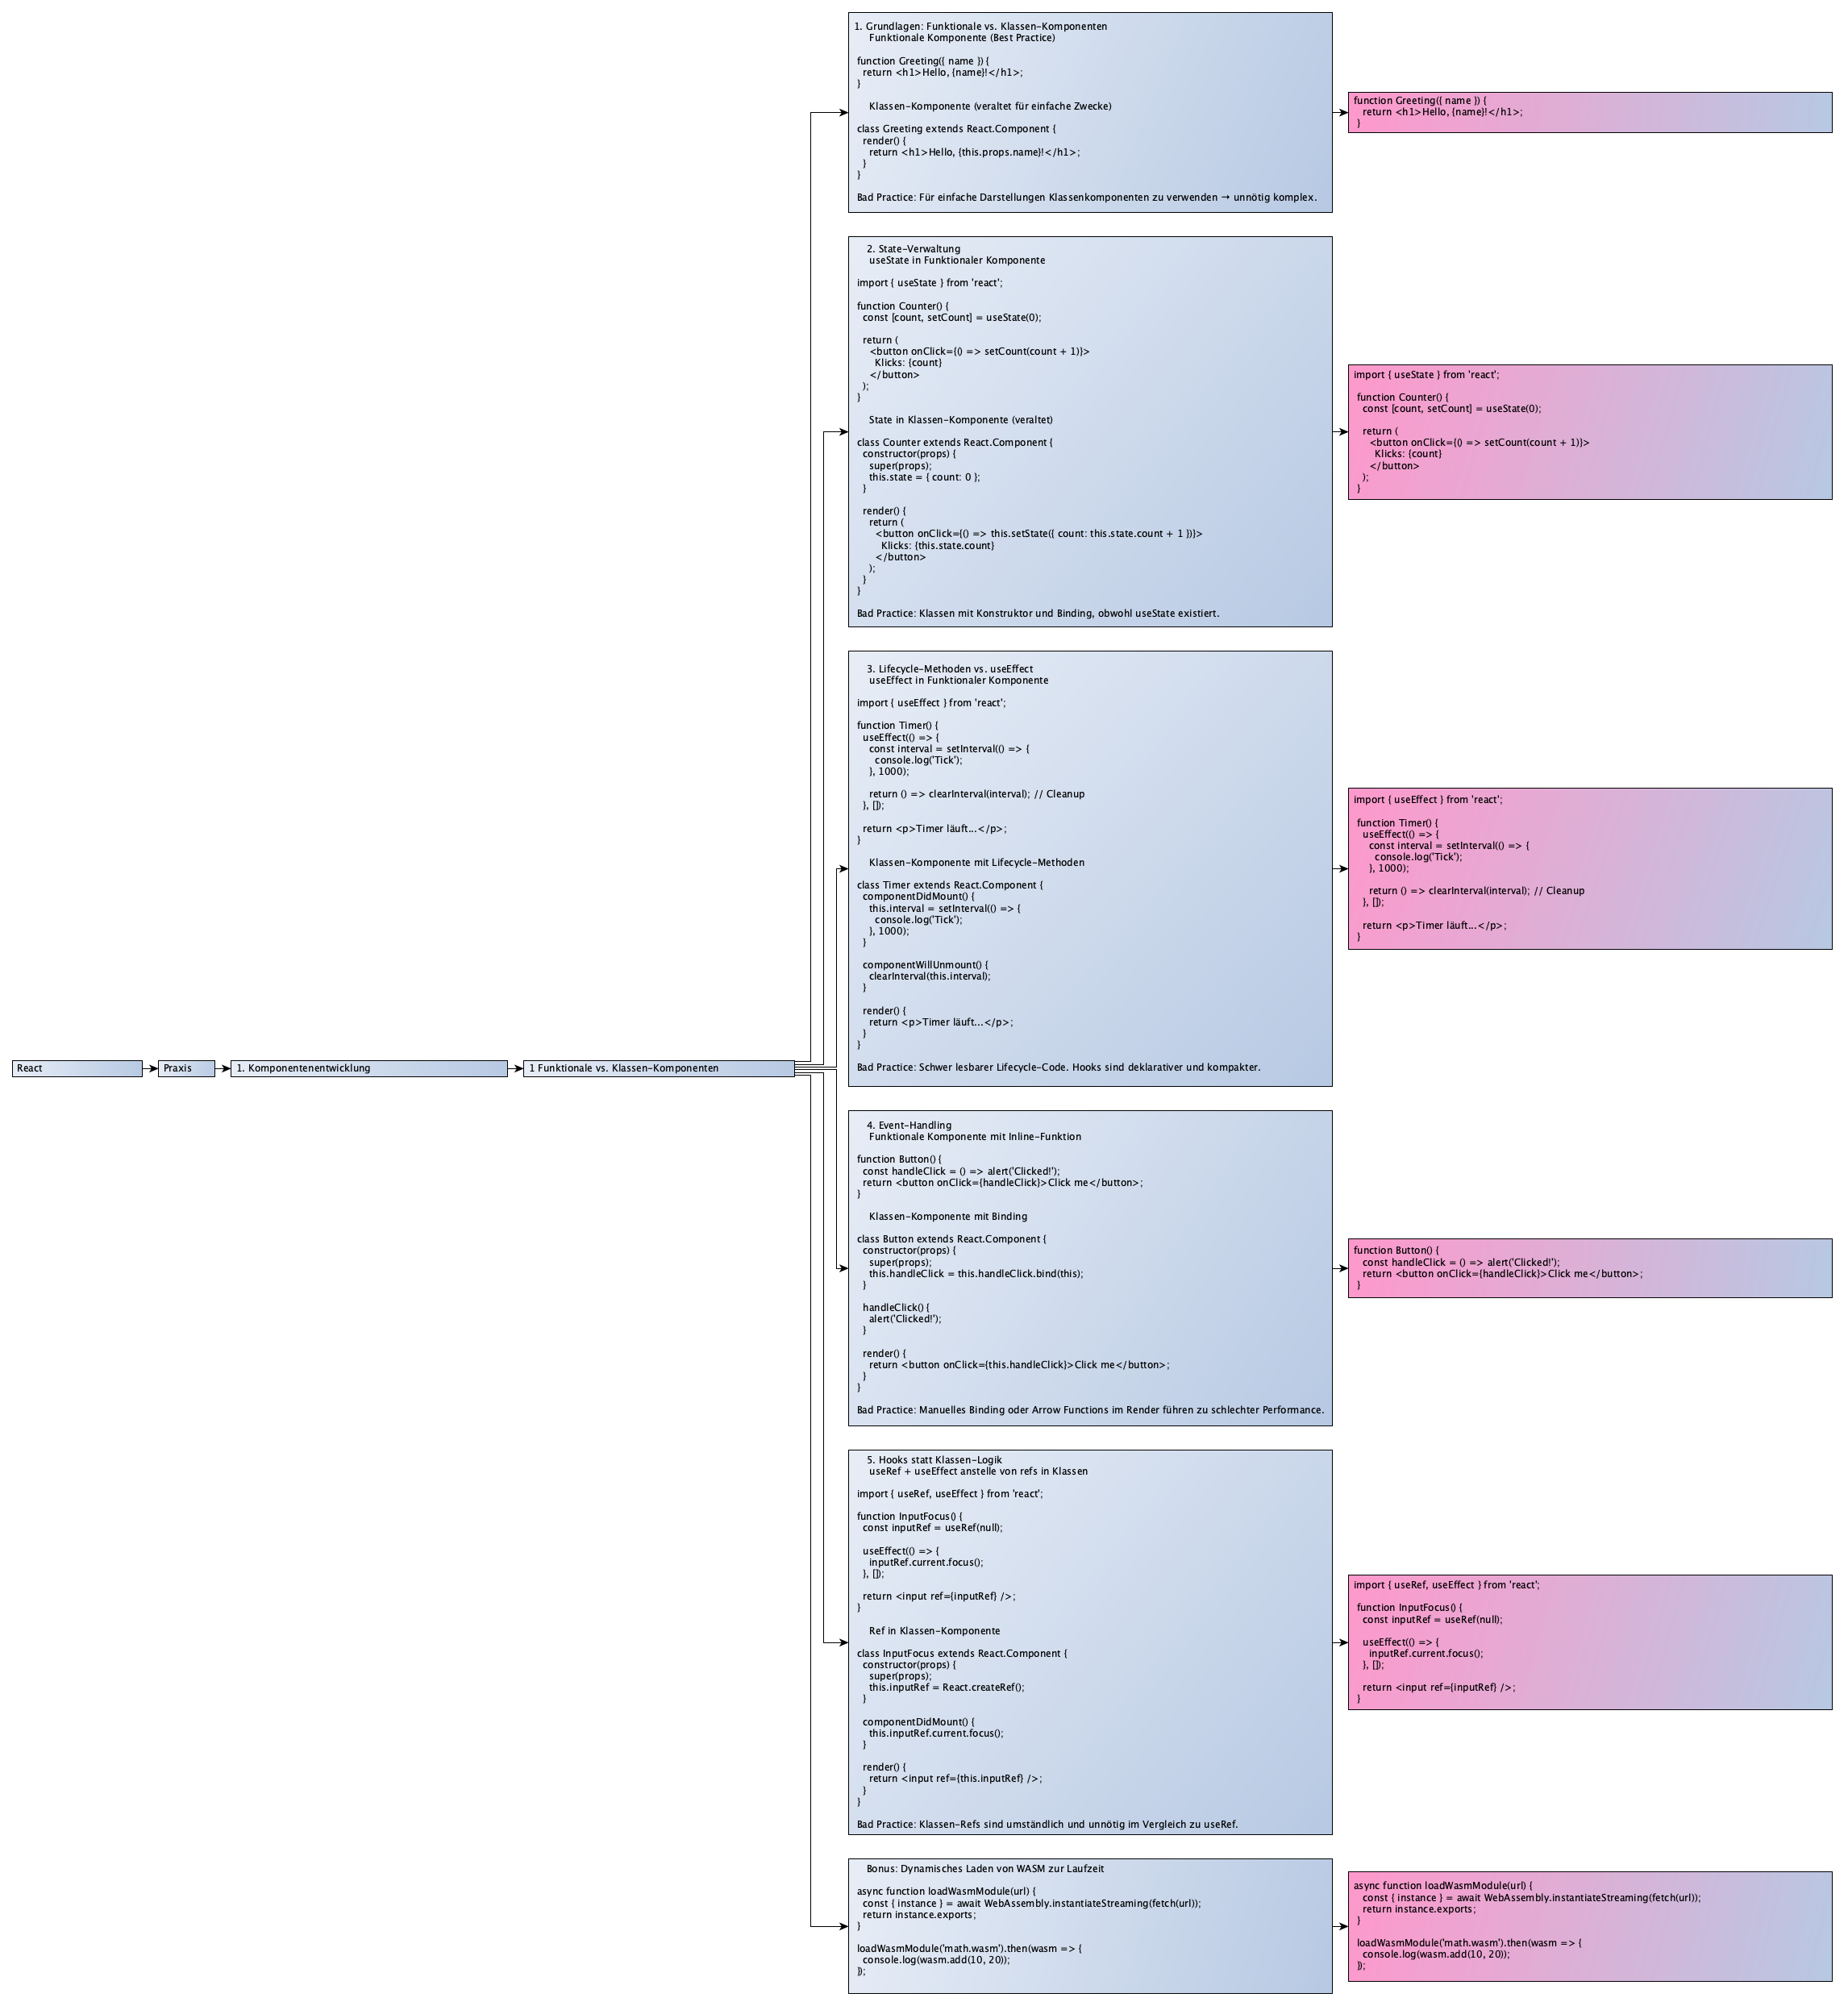 React
Praxis
1. Komponentenentwicklung
1 Funktionale vs. Klassen-Komponenten
1. Grundlagen: Funktionale vs. Klassen-Komponenten
Funktionale Komponente (Best Practice)
function Greeting({ name }) {
return <h1>Hello, {name}!</h1>;
}
Klassen-Komponente (veraltet für einfache Zwecke)
class Greeting extends React.Component {
render() {
return <h1>Hello, {this.props.name}!</h1>;
}
}
Bad Practice: Für einfache Darstellungen Klassenkomponenten zu verwenden → unnötig komplex.
function Greeting({ name }) {
return <h1>Hello, {name}!</h1>;
}
2. State-Verwaltung
useState in Funktionaler Komponente
import { useState } from 'react';
function Counter() {
const [count, setCount] = useState(0);
return (
<button onClick={() => setCount(count + 1)}>
Klicks: {count}
</button>
);
}
State in Klassen-Komponente (veraltet)
class Counter extends React.Component {
constructor(props) {
super(props);
this.state = { count: 0 };
}
render() {
return (
<button onClick={() => this.setState({ count: this.state.count + 1 })}>
Klicks: {this.state.count}
</button>
);
}
}
Bad Practice: Klassen mit Konstruktor und Binding, obwohl useState existiert.
import { useState } from 'react';
function Counter() {
const [count, setCount] = useState(0);
return (
<button onClick={() => setCount(count + 1)}>
Klicks: {count}
</button>
);
}
3. Lifecycle-Methoden vs. useEffect
useEffect in Funktionaler Komponente
import { useEffect } from 'react';
function Timer() {
useEffect(() => {
const interval = setInterval(() => {
console.log('Tick');
}, 1000);
return () => clearInterval(interval); // Cleanup
}, []);
return <p>Timer läuft...</p>;
}
Klassen-Komponente mit Lifecycle-Methoden
class Timer extends React.Component {
componentDidMount() {
this.interval = setInterval(() => {
console.log('Tick');
}, 1000);
}
componentWillUnmount() {
clearInterval(this.interval);
}
render() {
return <p>Timer läuft...</p>;
}
}
Bad Practice: Schwer lesbarer Lifecycle-Code. Hooks sind deklarativer und kompakter.
import { useEffect } from 'react';
function Timer() {
useEffect(() => {
const interval = setInterval(() => {
console.log('Tick');
}, 1000);
return () => clearInterval(interval); // Cleanup
}, []);
return <p>Timer läuft...</p>;
}
4. Event-Handling
Funktionale Komponente mit Inline-Funktion
function Button() {
const handleClick = () => alert('Clicked!');
return <button onClick={handleClick}>Click me</button>;
}
Klassen-Komponente mit Binding
class Button extends React.Component {
constructor(props) {
super(props);
this.handleClick = this.handleClick.bind(this);
}
handleClick() {
alert('Clicked!');
}
render() {
return <button onClick={this.handleClick}>Click me</button>;
}
}
Bad Practice: Manuelles Binding oder Arrow Functions im Render führen zu schlechter Performance.
function Button() {
const handleClick = () => alert('Clicked!');
return <button onClick={handleClick}>Click me</button>;
}
5. Hooks statt Klassen-Logik
useRef + useEffect anstelle von refs in Klassen
import { useRef, useEffect } from 'react';
function InputFocus() {
const inputRef = useRef(null);
useEffect(() => {
inputRef.current.focus();
}, []);
return <input ref={inputRef} />;
}
Ref in Klassen-Komponente
class InputFocus extends React.Component {
constructor(props) {
super(props);
this.inputRef = React.createRef();
}
componentDidMount() {
this.inputRef.current.focus();
}
render() {
return <input ref={this.inputRef} />;
}
}
Bad Practice: Klassen-Refs sind umständlich und unnötig im Vergleich zu useRef.
import { useRef, useEffect } from 'react';
function InputFocus() {
const inputRef = useRef(null);
useEffect(() => {
inputRef.current.focus();
}, []);
return <input ref={inputRef} />;
}
Bonus: Dynamisches Laden von WASM zur Laufzeit
async function loadWasmModule(url) {
const { instance } = await WebAssembly.instantiateStreaming(fetch(url));
return instance.exports;
}
loadWasmModule('math.wasm').then(wasm => {
console.log(wasm.add(10, 20));
});
async function loadWasmModule(url) {
const { instance } = await WebAssembly.instantiateStreaming(fetch(url));
return instance.exports;
}
loadWasmModule('math.wasm').then(wasm => {
console.log(wasm.add(10, 20));
});